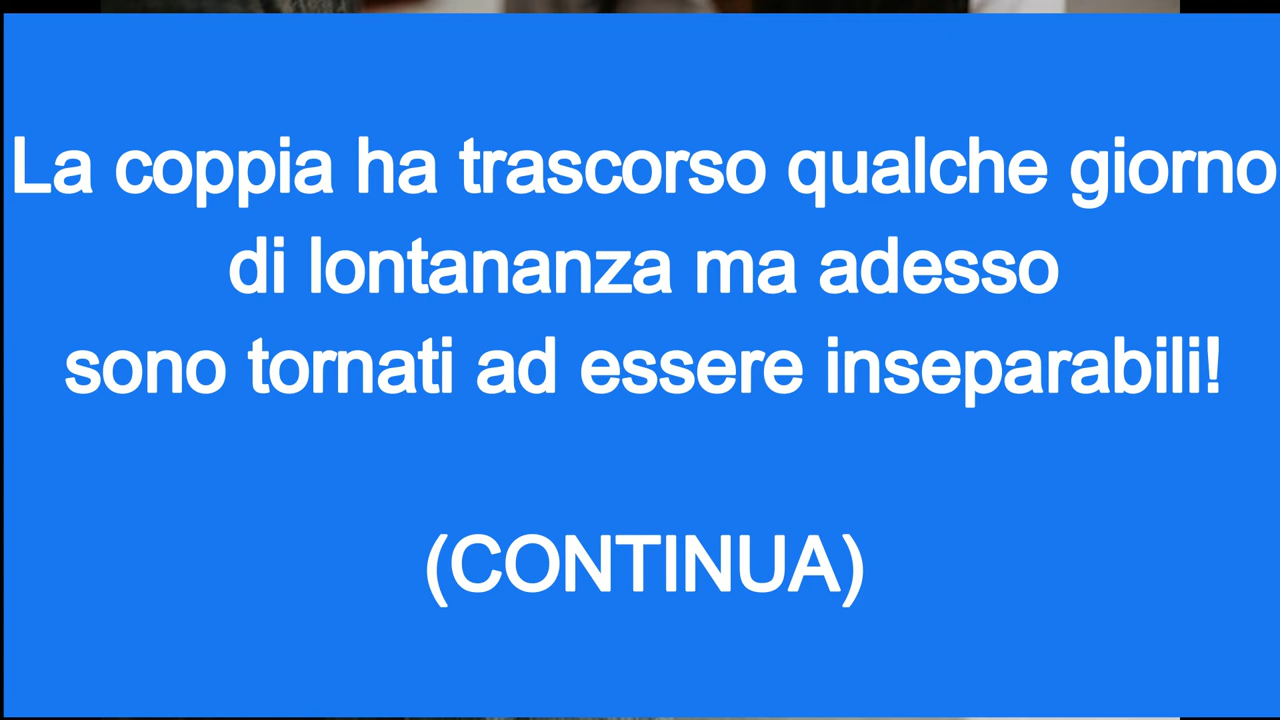 La coppia ha trascorso qualche giorno
di lontananza ma adesso
sono tornati ad essere inseparabili!
(CONTINUA)